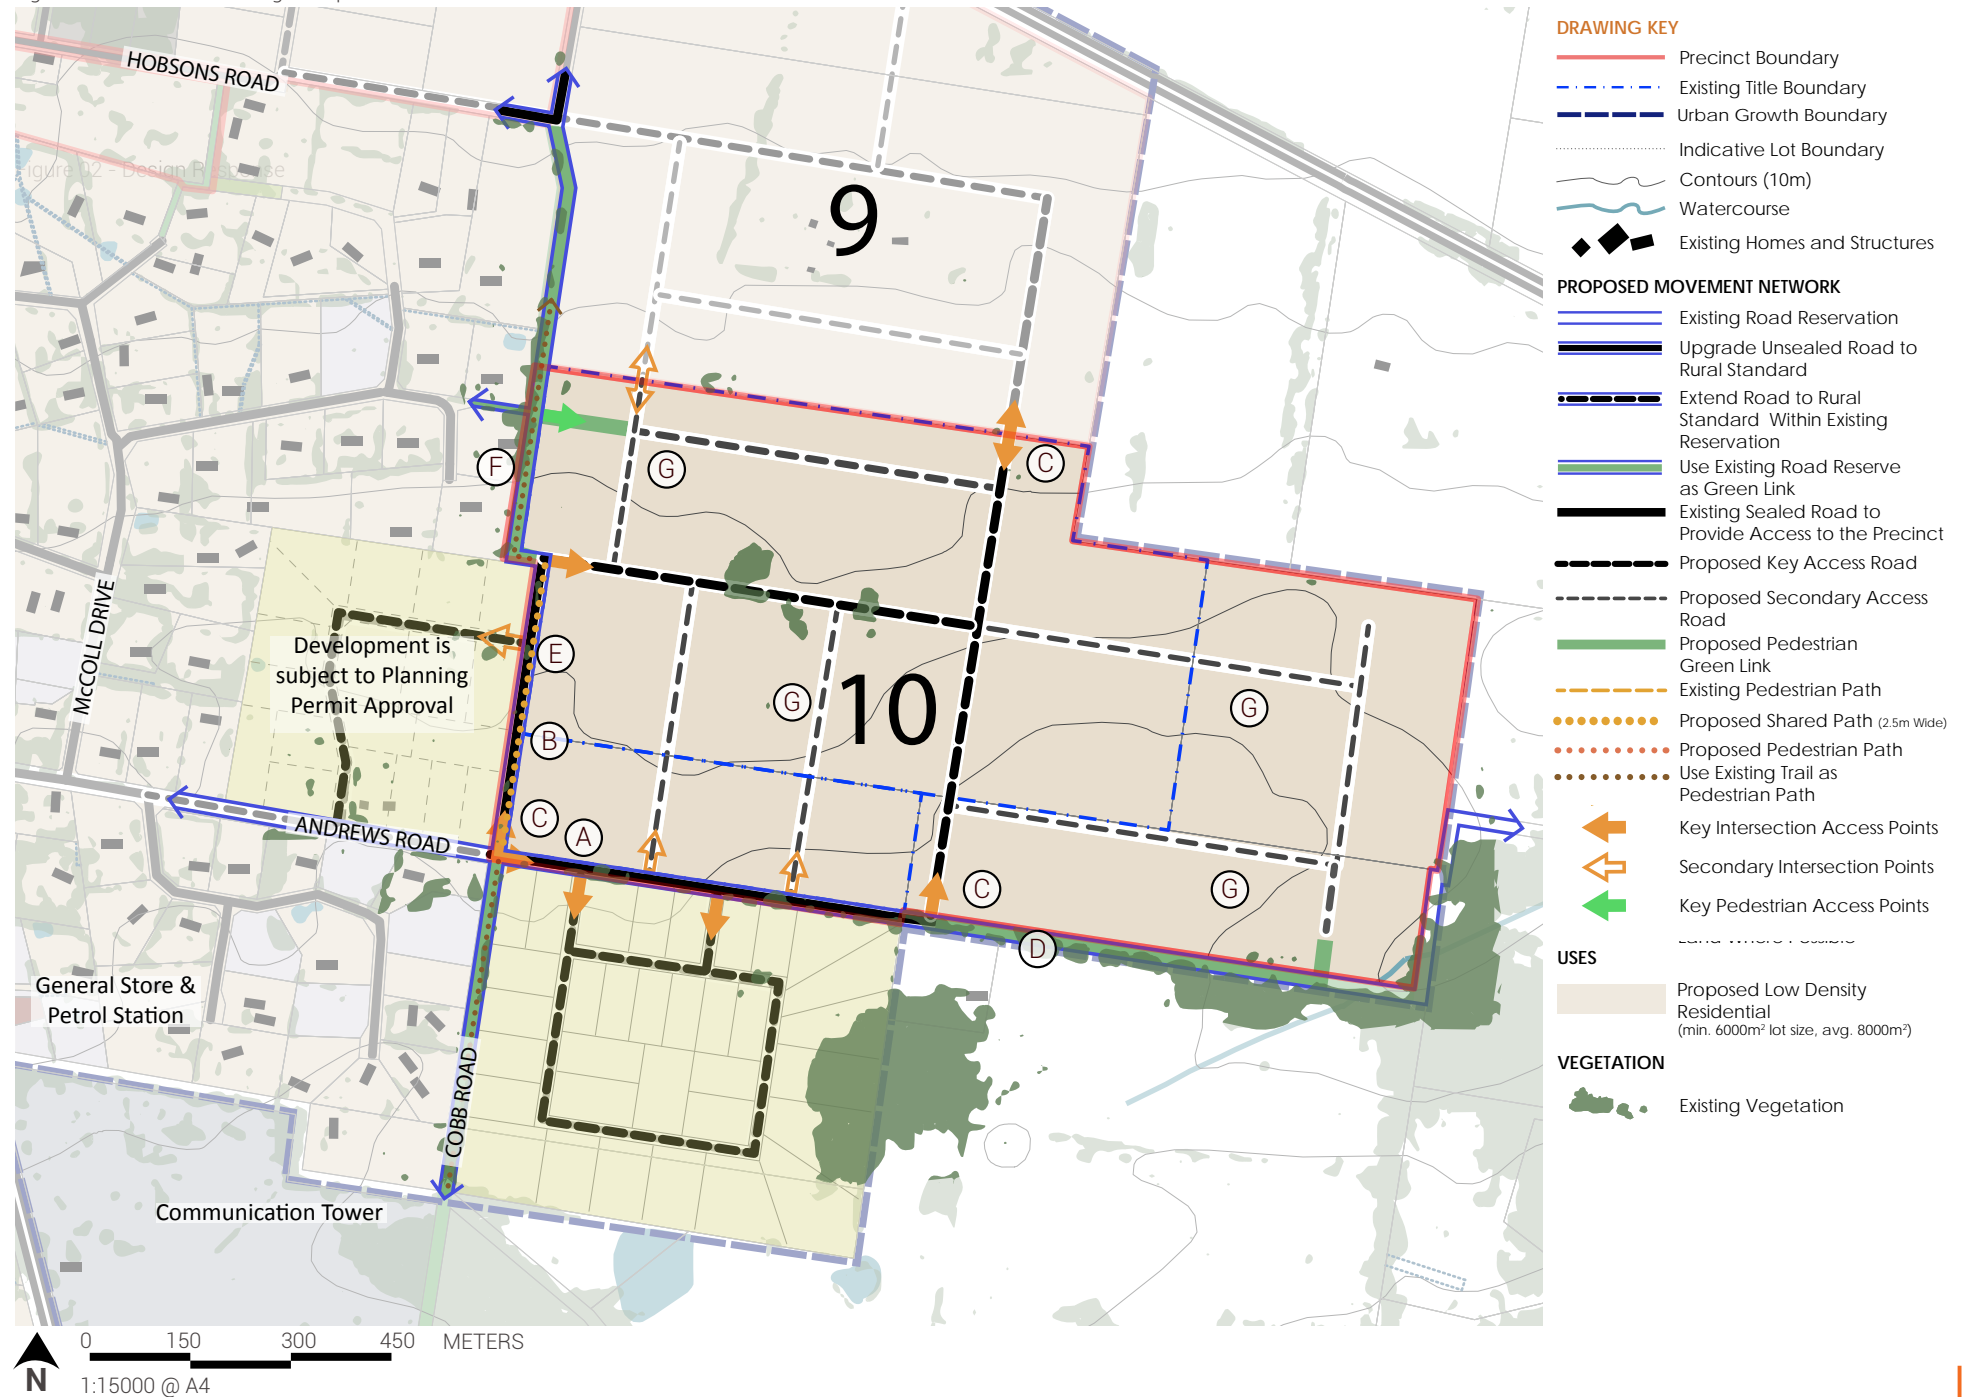 HOBSONS ROAD
Figure 02 - Design Response
9
F
G
C
McCOLL DRIVE
Development is
subject to Planning
Permit Approval
E
B
G
10
G
C
A
ANDREWS ROAD
C
G
D
General Store &
Petrol Station
COBB ROAD
Communication Tower
0 150 300 450 METERS
N
1:15000 @ A4
DRAWING KEY
Precinct Boundary
Existing Title Boundary
Urban Growth Boundary
Indicative Lot Boundary
Contours (10m)
Watercourse
Existing Homes and Structures
PROPOSED MOVEMENT NETWORK
Existing Road Reservation
Upgrade Unsealed Road to
Rural Standard
Extend Road to Rural
Standard Within Existing
Reservation
Use Existing Road Reserve
as Green Link
Existing Sealed Road to
Provide Access to the Precinct
Proposed Key Access Road
Proposed Secondary Access
Road
Proposed Pedestrian
Green Link
Existing Pedestrian Path
Proposed Shared Path (2.5m Wide)
Proposed Pedestrian Path
Use Existing Trail as
Pedestrian Path
Key Intersection Access Points
Secondary Intersection Points
Key Pedestrian Access Points
Land Where Possible
USES
Proposed Low Density
Residential
(min. 6000m² lot size, avg. 8000m²)
VEGETATION
Existing Vegetation